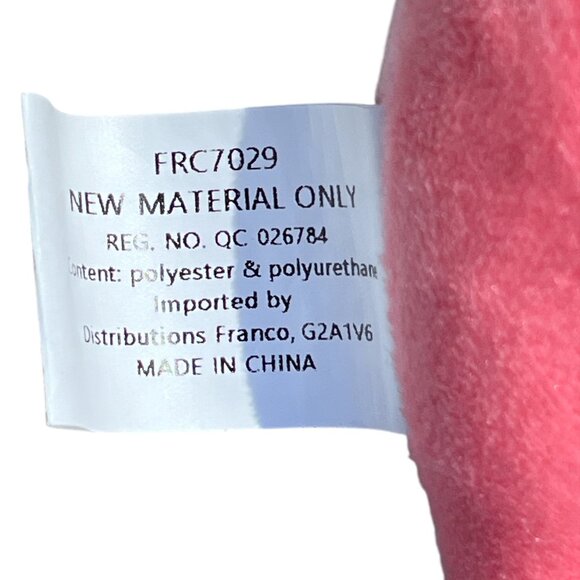 FRC7029
NEW MATERIAL ONLY
REG. NO. QC 026784
Content: polyester & polyurethane
Imported by
Distributions Franco, G2A1V6
MADE IN CHINA